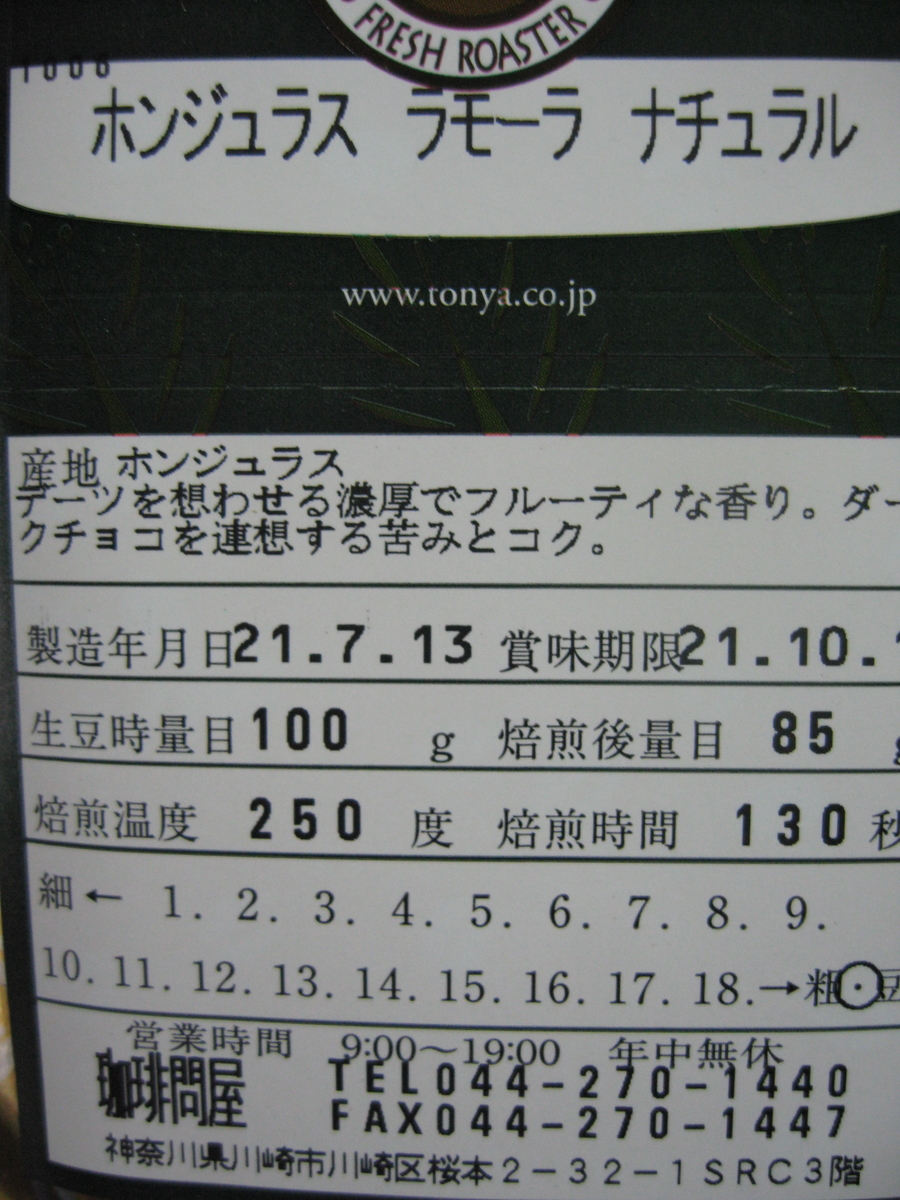 FRESH ROASTER
1006
ホンジュラス ラモーラ ナチュラル
www.tonya.co.jp
産地 ホンジュラス
デーツを想わせる濃厚でフルーティな香り。ダー
クチョコを連想する苦みとコク。
製造年月日21.7.13 賞味期限21.10.
生豆時量目100 g 焙煎後量目 85 g
焙煎温度 250 度 焙煎時間 130 秒
細← 1. 2. 3. 4. 5. 6. 7. 8. 9.
10. 11. 12. 13. 14. 15. 16. 17. 18.→粗・豆
営業時間 9:00〜19:00 年中無休
珈琲問屋 TEL044-270-1440
FAX044-270-1447
神奈川県川崎市川崎区桜本2-32-1SRC3階